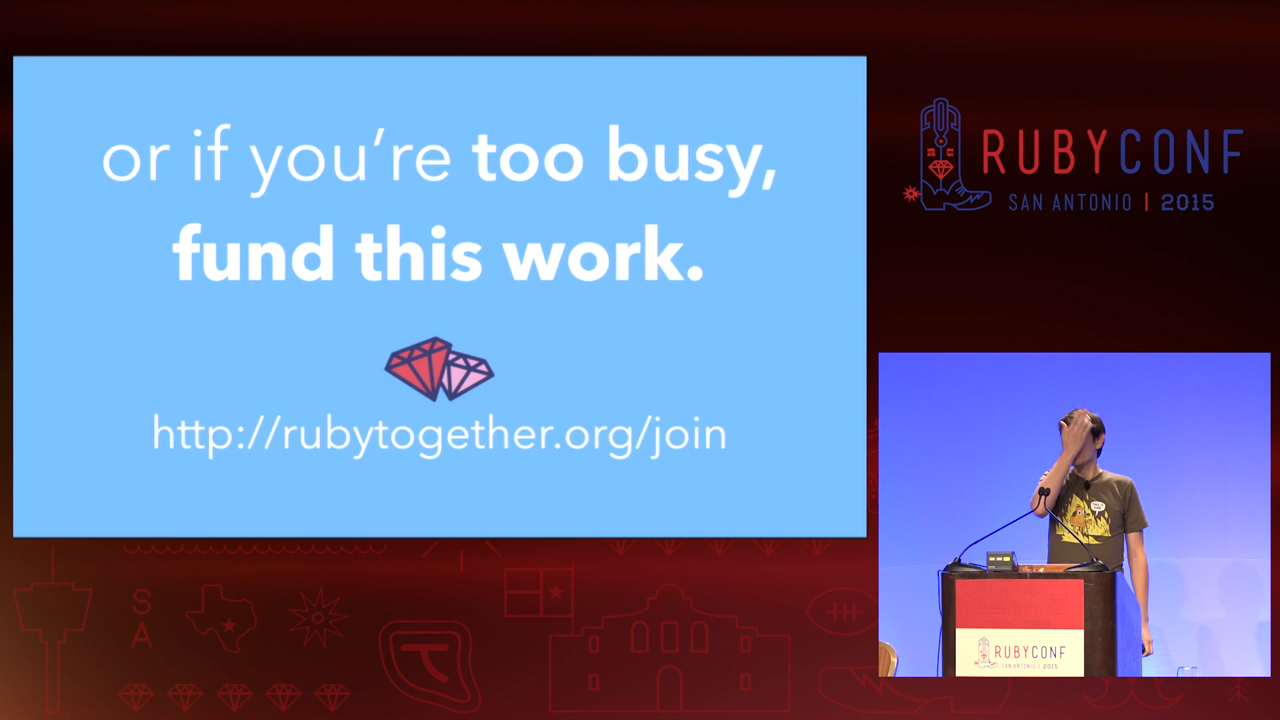 or if you're too busy,
fund this work.
http://rubytogether.org/join
RUBYCONF
SAN ANTONIO | 2015
S
A
RUBYCONF
SAN ANTONIO | 2015